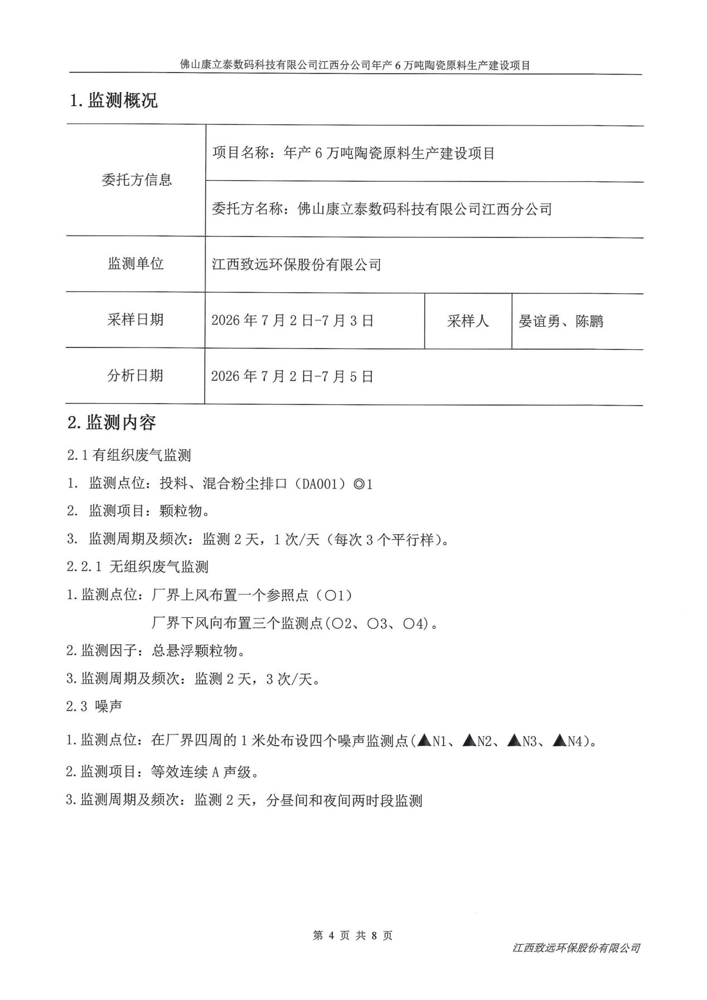 佛山康立泰数码科技有限公司江西分公司年产6万吨陶瓷原料生产建设项目
1.监测概况
委托方信息
项目名称：年产6万吨陶瓷原料生产建设项目
委托方名称：佛山康立泰数码科技有限公司江西分公司
监测单位
江西致远环保股份有限公司
采样日期
2026年7月2日-7月3日
采样人
晏谊勇、陈鹏
分析日期
2026年7月2日-7月5日
2.监测内容
2.1有组织废气监测
1. 监测点位：投料、混合粉尘排口（DA001）◎1
2. 监测项目：颗粒物。
3. 监测周期及频次：监测2天，1次/天（每次3个平行样）。
2.2.1 无组织废气监测
1.监测点位：厂界上风布置一个参照点（○1）
厂界下风向布置三个监测点(○2、○3、○4)。
2.监测因子：总悬浮颗粒物。
3.监测周期及频次：监测2天，3次/天。
2.3 噪声
1.监测点位：在厂界四周的1米处布设四个噪声监测点(▲N1、▲N2、▲N3、▲N4)。
2.监测项目：等效连续A声级。
3.监测周期及频次：监测2天，分昼间和夜间两时段监测
第 4 页 共 8 页
江西致远环保股份有限公司